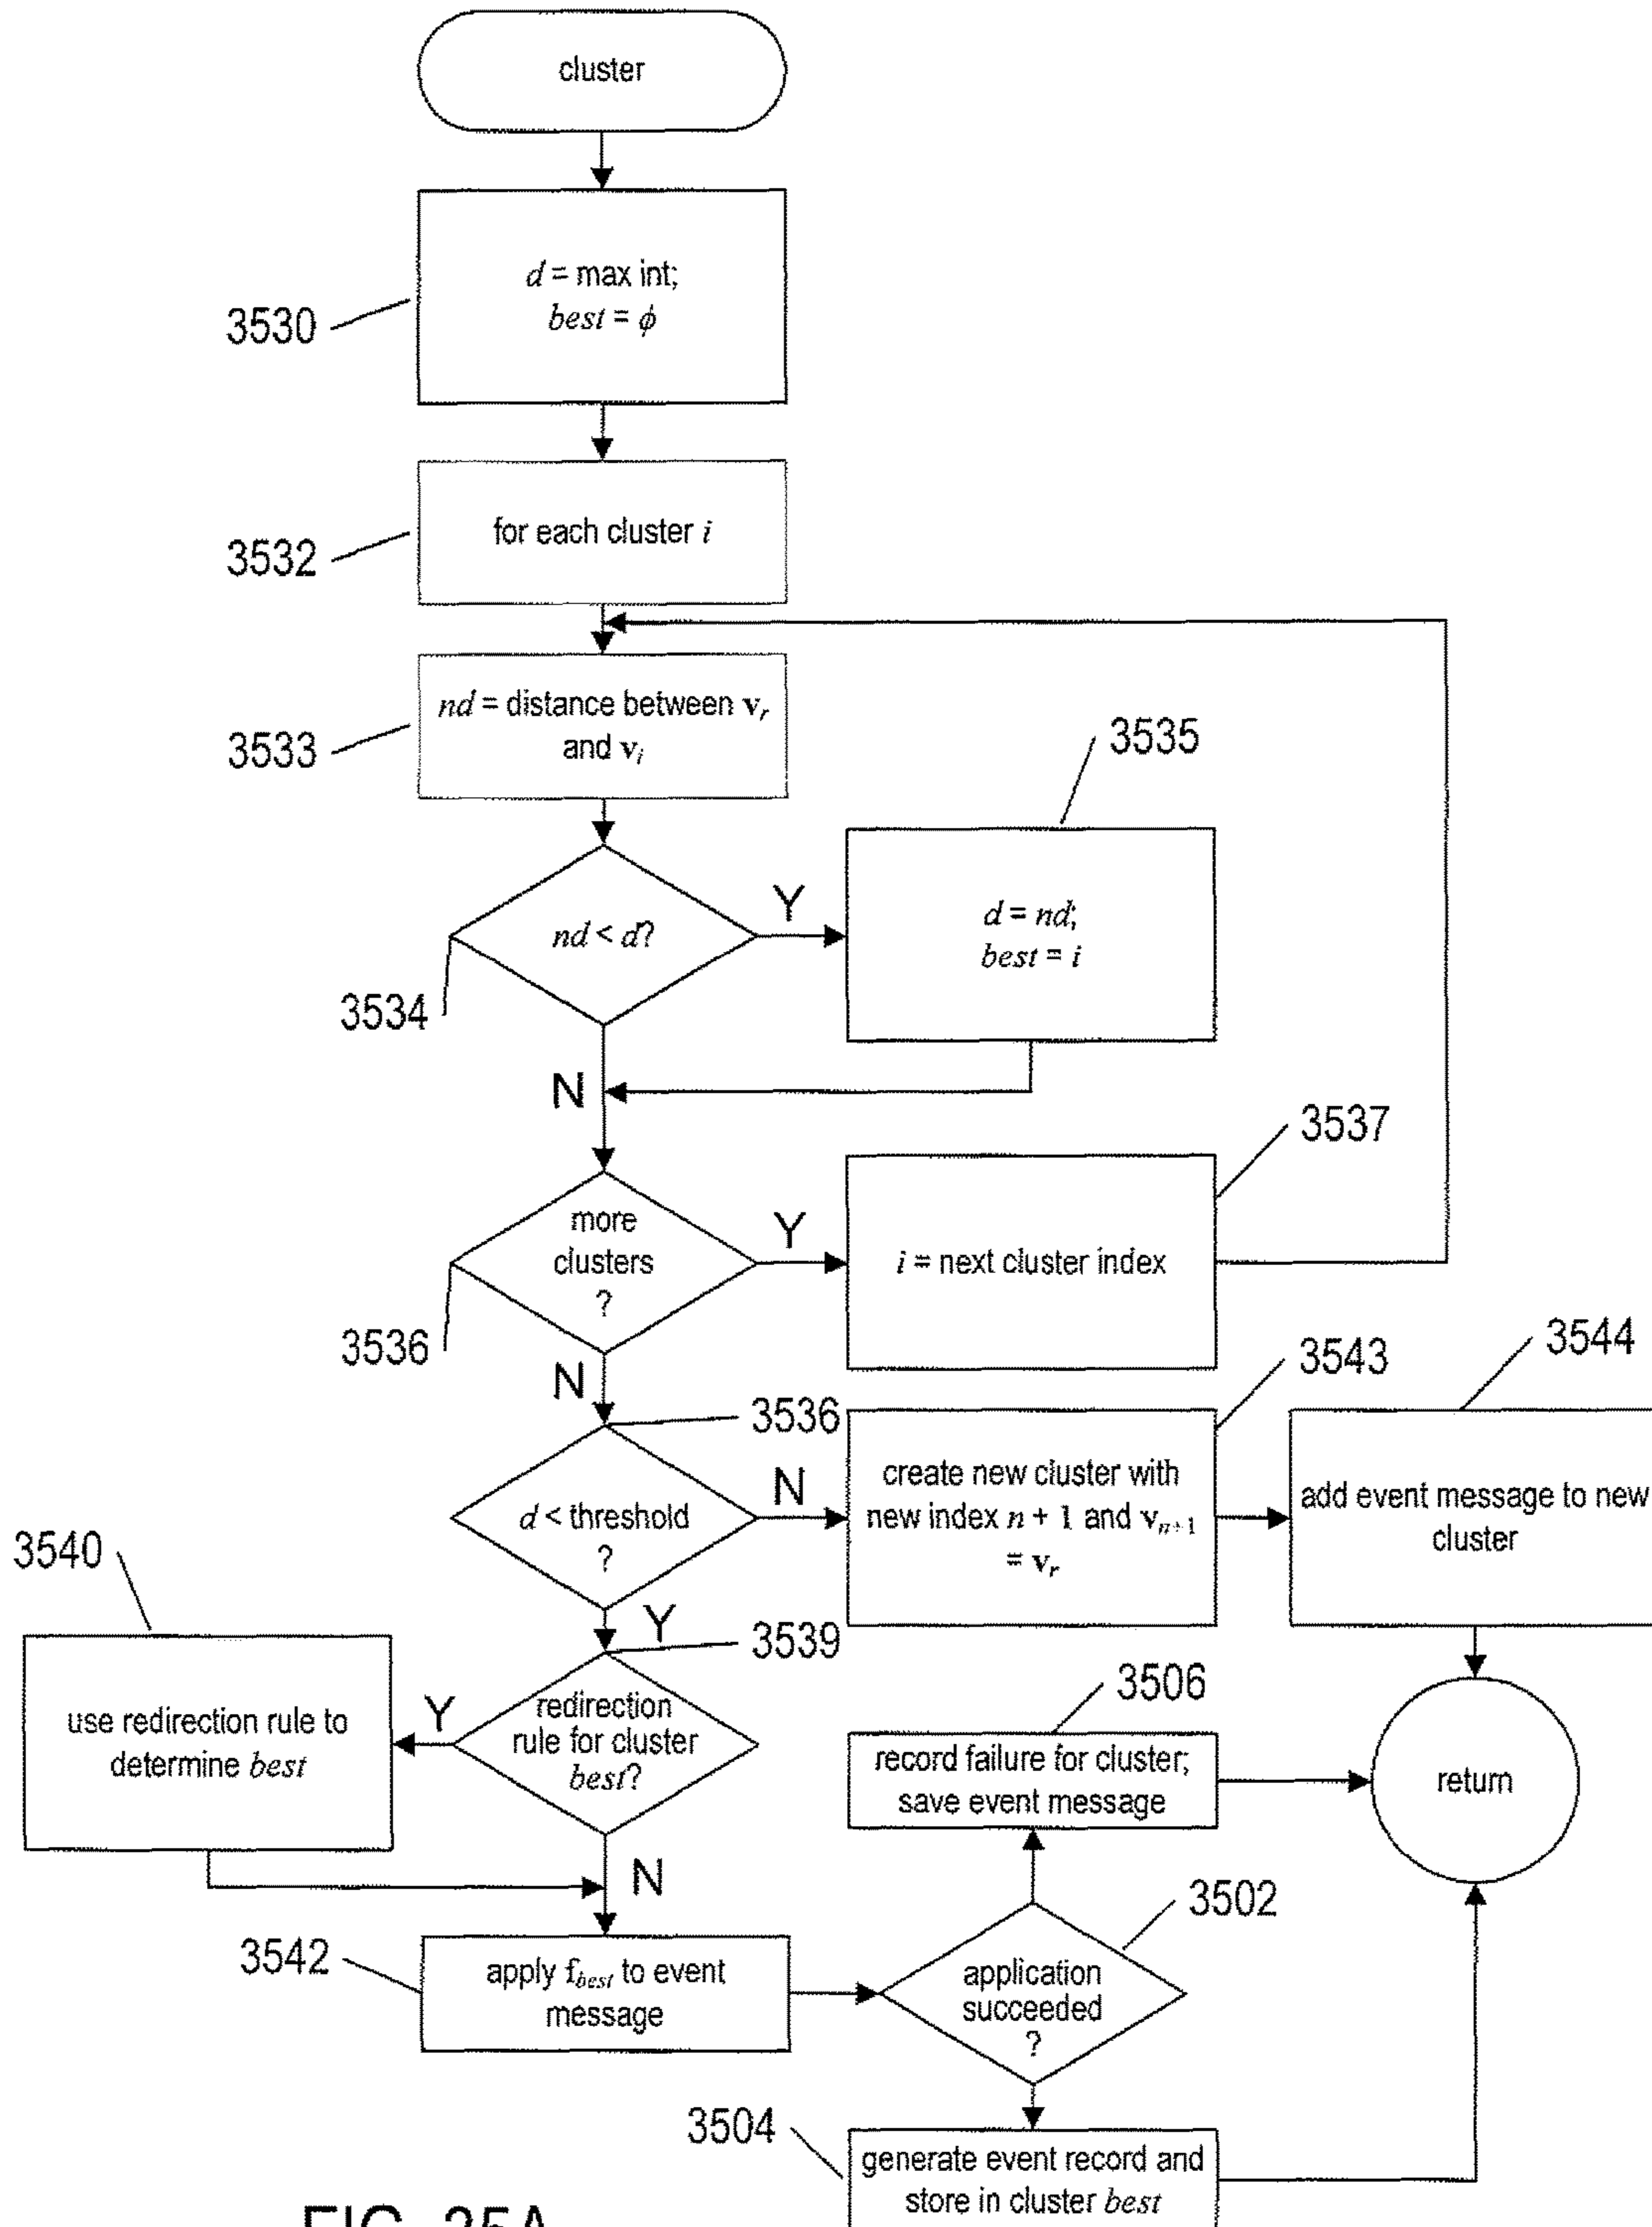 cluster
d = max int;
best = ϕ
3530
for each cluster i
3532
nd = distance between vᵣ
and vᵢ
3533
3535
nd < d?
Y
d = nd;
best = i
3534
N
3537
more
clusters
?
Y
i = next cluster index
3536
N
3536
3543
3544
d < threshold
?
N
create new cluster with
new index n + 1 and vₙ₊₁
= vᵣ
add event message to new
cluster
3540
Y
3539
use redirection rule to
determine best
Y
redirection
rule for cluster
best?
3506
record failure for cluster;
save event message
return
N
3502
3542
apply f_best to event
message
application
succeeded
?
3504
generate event record and
store in cluster best
FIG. 35A